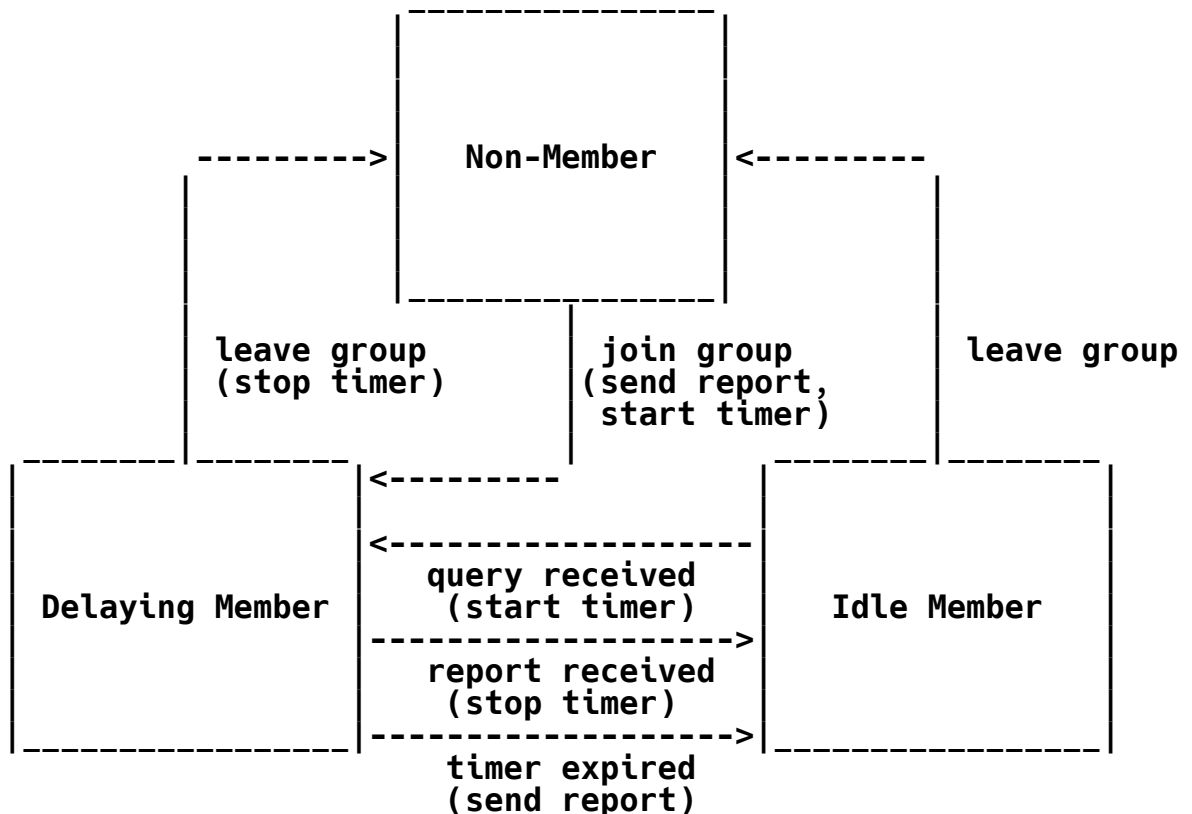 Non-Member
leave group
(stop timer)
join group
(send report,
start timer)
leave group
Delaying Member
query received
(start timer)
report received
(stop timer)
timer expired
(send report)
Idle Member